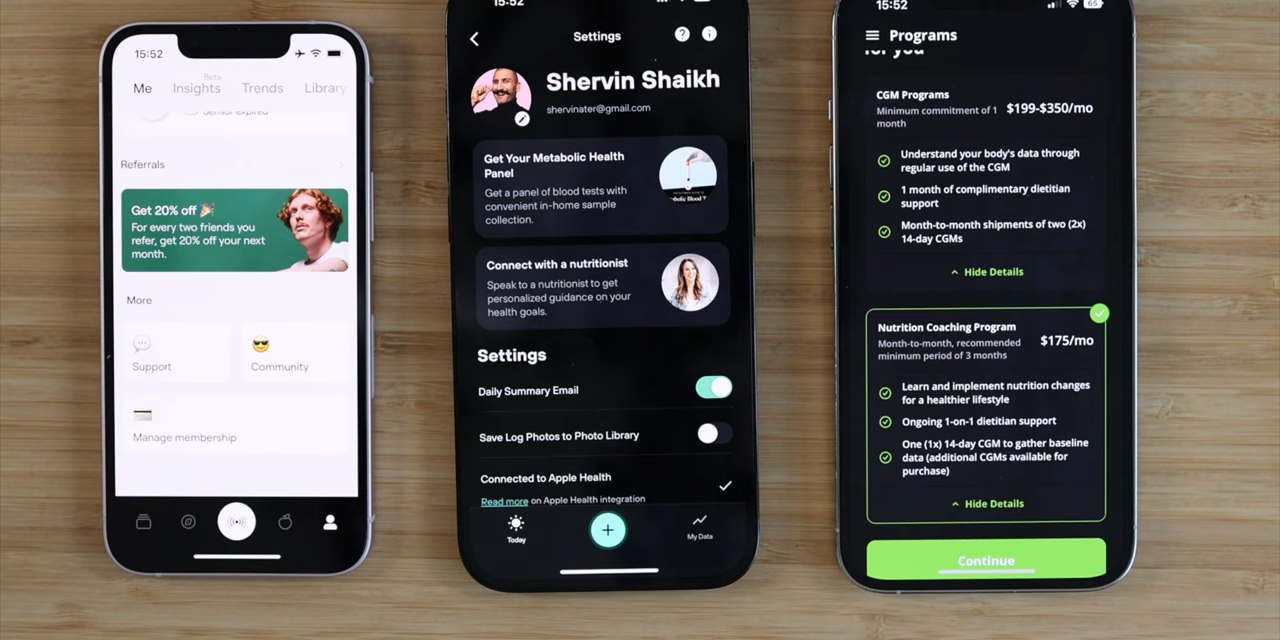 15:52
Beta
Me Insights Trends Library
Sensor expired
Referrals
Get 20% off
For every two friends you
refer, get 20% off your next
month.
More
Support
Community
Manage membership
15:52
Settings
?
i
Shervin Shaikh
shervinater@gmail.com
Get Your Metabolic Health
Panel
Get a panel of blood tests with
convenient in-home sample
collection.
Connect with a nutritionist
Speak to a nutritionist to get
personalized guidance on your
health goals.
Settings
Daily Summary Email
Save Log Photos to Photo Library
Connected to Apple Health
Read more on Apple Health integration
Today
+
My Data
15:52
65
Programs
for you
CGM Programs
Minimum commitment of 1
month
$199-$350/mo
Understand your body's data through
regular use of the CGM
1 month of complimentary dietitian
support
Month-to-month shipments of two (2x)
14-day CGMs
Hide Details
Nutrition Coaching Program
Month-to-month, recommended
minimum period of 3 months
$175/mo
Learn and implement nutrition changes
for a healthier lifestyle
Ongoing 1-on-1 dietitian support
One (1x) 14-day CGM to gather baseline
data (additional CGMs available for
purchase)
Hide Details
Continue